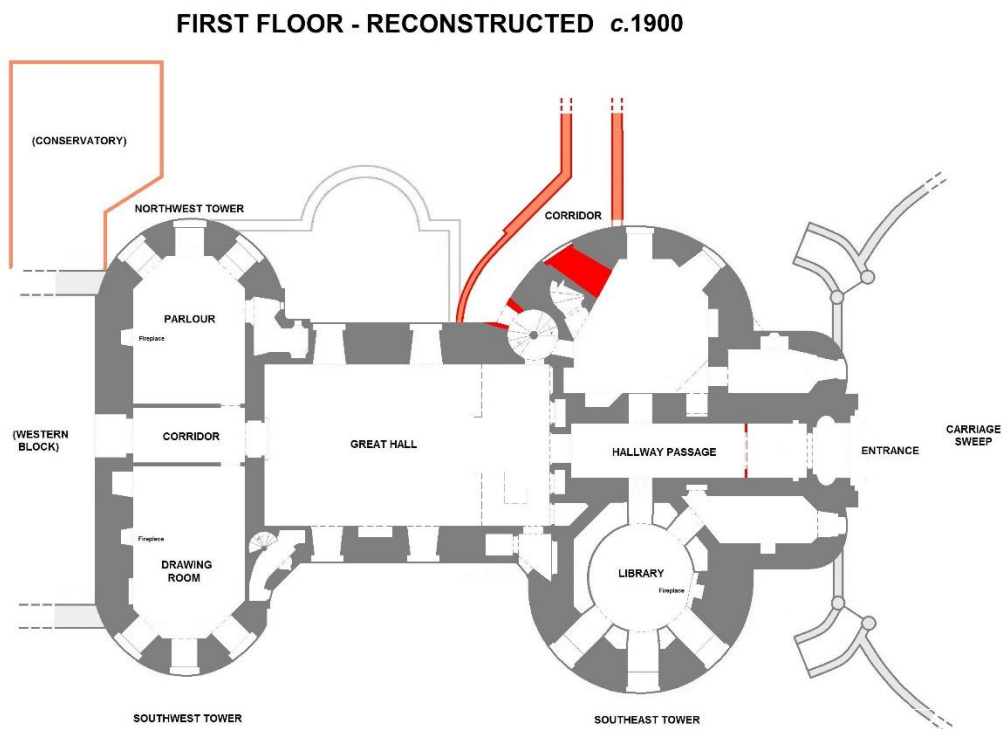 FIRST FLOOR - RECONSTRUCTED c.1900
(CONSERVATORY)
NORTHWEST TOWER
CORRIDOR
PARLOUR
Fireplace
(WESTERN
BLOCK)
CORRIDOR
GREAT HALL
HALLWAY PASSAGE
ENTRANCE
CARRIAGE
SWEEP
Fireplace
DRAWING
ROOM
LIBRARY
Fireplace
SOUTHWEST TOWER
SOUTHEAST TOWER